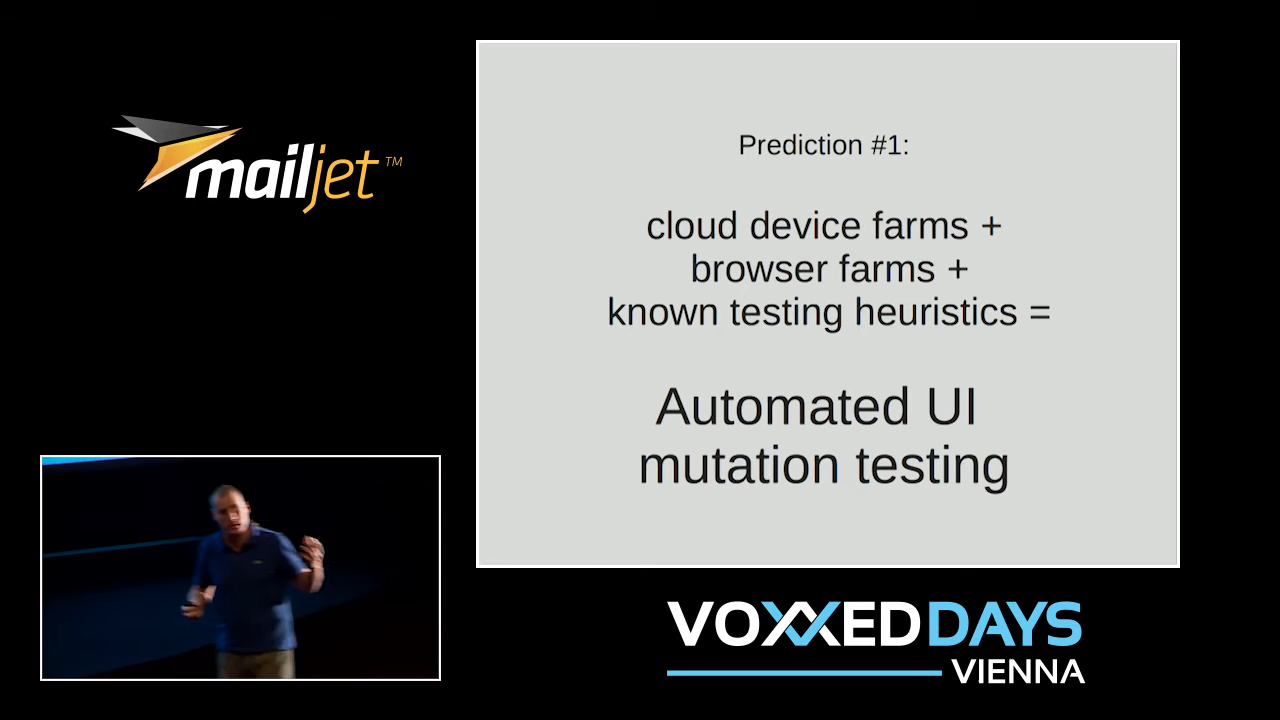 mailjet™
Prediction #1:
cloud device farms +
browser farms +
known testing heuristics =
Automated UI
mutation testing
VOXXED DAYS
VIENNA